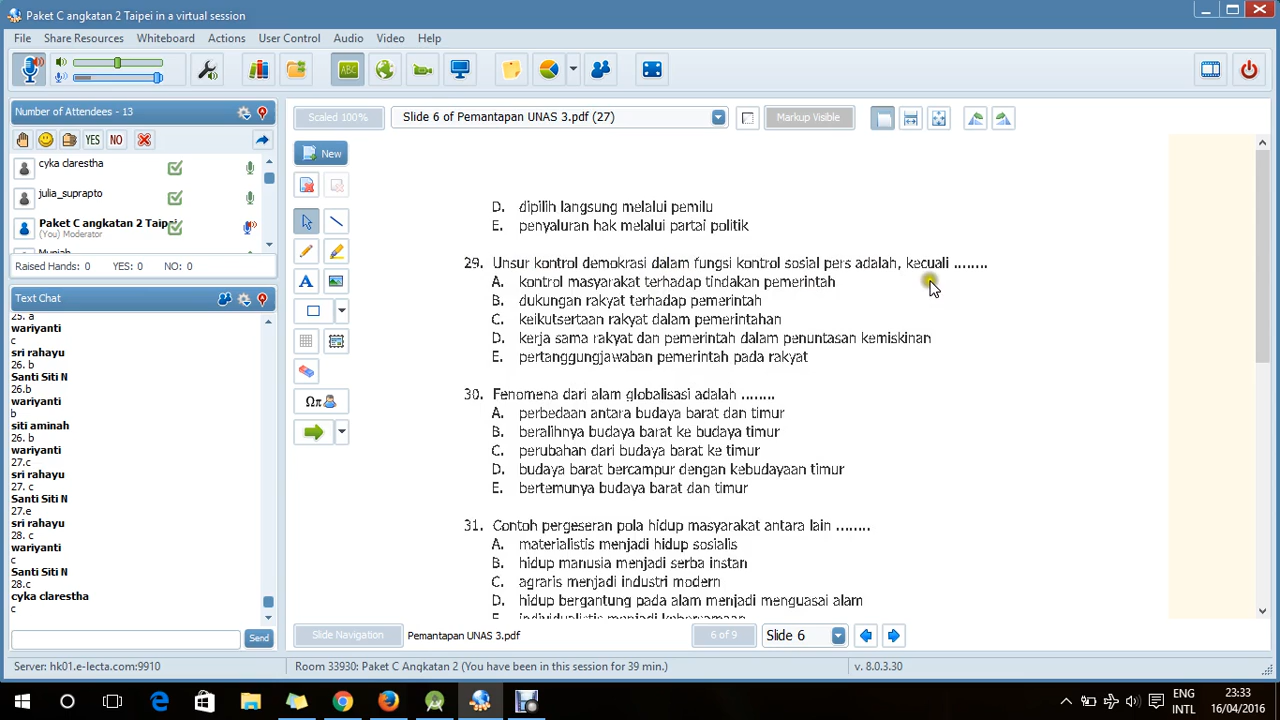 Paket C angkatan 2 Taipei in a virtual session
File Share Resources Whiteboard Actions User Control Audio Video Help
ABC
Number of Attendees - 13
YES NO
cyka clarestha
julia_suprapto
Paket C angkatan 2 Taipei
(You) Moderator
Raised Hands: 0 YES: 0 NO: 0
Text Chat
25. a
wariyanti
c
sri rahayu
26. b
Santi Siti N
26.b
wariyanti
b
siti aminah
26. b
wariyanti
27.c
sri rahayu
27. c
Santi Siti N
27.e
sri rahayu
28. c
wariyanti
c
Santi Siti N
28.c
cyka clarestha
c
Send
Scaled 100%
Slide 6 of Pemantapan UNAS 3.pdf (27)
Markup Visible
New
A
Ωπ
D. dipilih langsung melalui pemilu
E. penyaluran hak melalui partai politik
29. Unsur kontrol demokrasi dalam fungsi kontrol sosial pers adalah, kecuali ........
A. kontrol masyarakat terhadap tindakan pemerintah
B. dukungan rakyat terhadap pemerintah
C. keikutsertaan rakyat dalam pemerintahan
D. kerja sama rakyat dan pemerintah dalam penuntasan kemiskinan
E. pertanggungjawaban pemerintah pada rakyat
30. Fenomena dari alam globalisasi adalah ........
A. perbedaan antara budaya barat dan timur
B. beralihnya budaya barat ke budaya timur
C. perubahan dari budaya barat ke timur
D. budaya barat bercampur dengan kebudayaan timur
E. bertemunya budaya barat dan timur
31. Contoh pergeseran pola hidup masyarakat antara lain ........
A. materialistis menjadi hidup sosialis
B. hidup manusia menjadi serba instan
C. agraris menjadi industri modern
D. hidup bergantung pada alam menjadi menguasai alam
E. individualistis menjadi kebersamaan
Slide Navigation
Pemantapan UNAS 3.pdf
6 of 9
Slide 6
Server: hk01.e-lecta.com:9910
Room 33930: Paket C Angkatan 2 (You have been in this session for 39 min.)
v. 8.0.3.30
ENG
INTL
23:33
16/04/2016